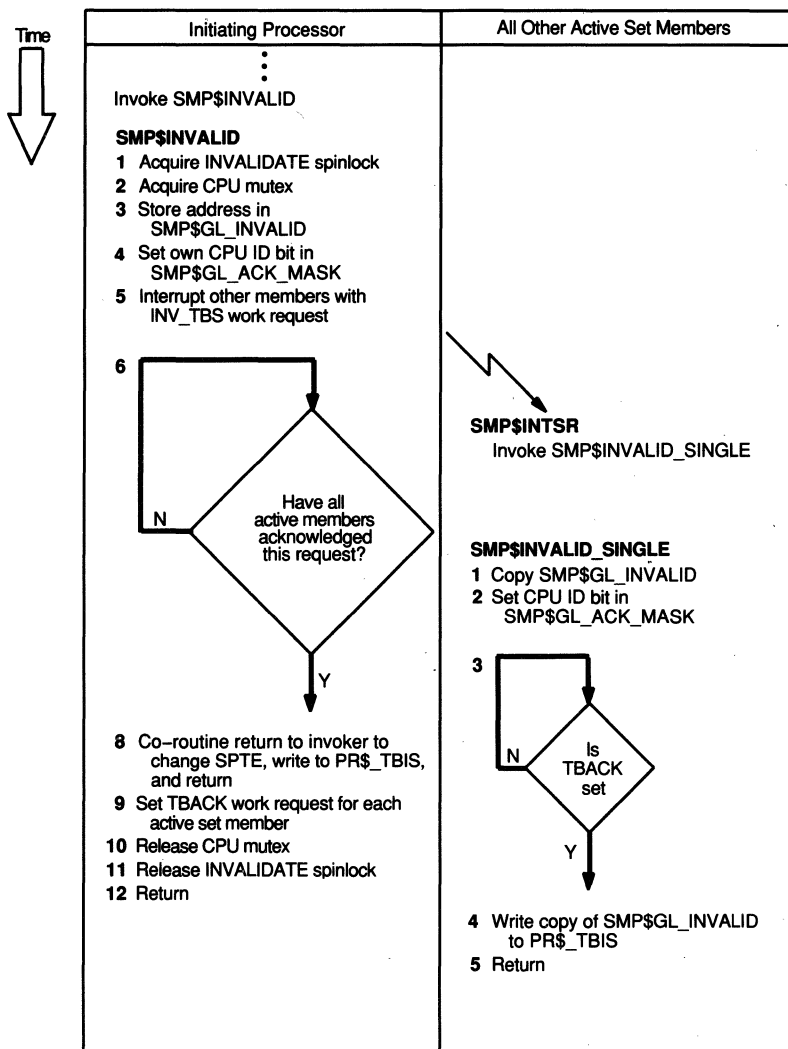 Time
Initiating Processor
All Other Active Set Members
Invoke SMP$INVALID
SMP$INVALID
1 Acquire INVALIDATE spinlock
2 Acquire CPU mutex
3 Store address in
SMP$GL_INVALID
4 Set own CPU ID bit in
SMP$GL_ACK_MASK
5 Interrupt other members with
INV_TBS work request
6
Have all
active members
acknowledged
this request?
N
Y
8 Co-routine return to invoker to
change SPTE, write to PR$_TBIS,
and return
9 Set TBACK work request for each
active set member
10 Release CPU mutex
11 Release INVALIDATE spinlock
12 Return
SMP$INTSR
Invoke SMP$INVALID_SINGLE
SMP$INVALID_SINGLE
1 Copy SMP$GL_INVALID
2 Set CPU ID bit in
SMP$GL_ACK_MASK
3
Is
TBACK
set
N
Y
4 Write copy of SMP$GL_INVALID
to PR$_TBIS
5 Return